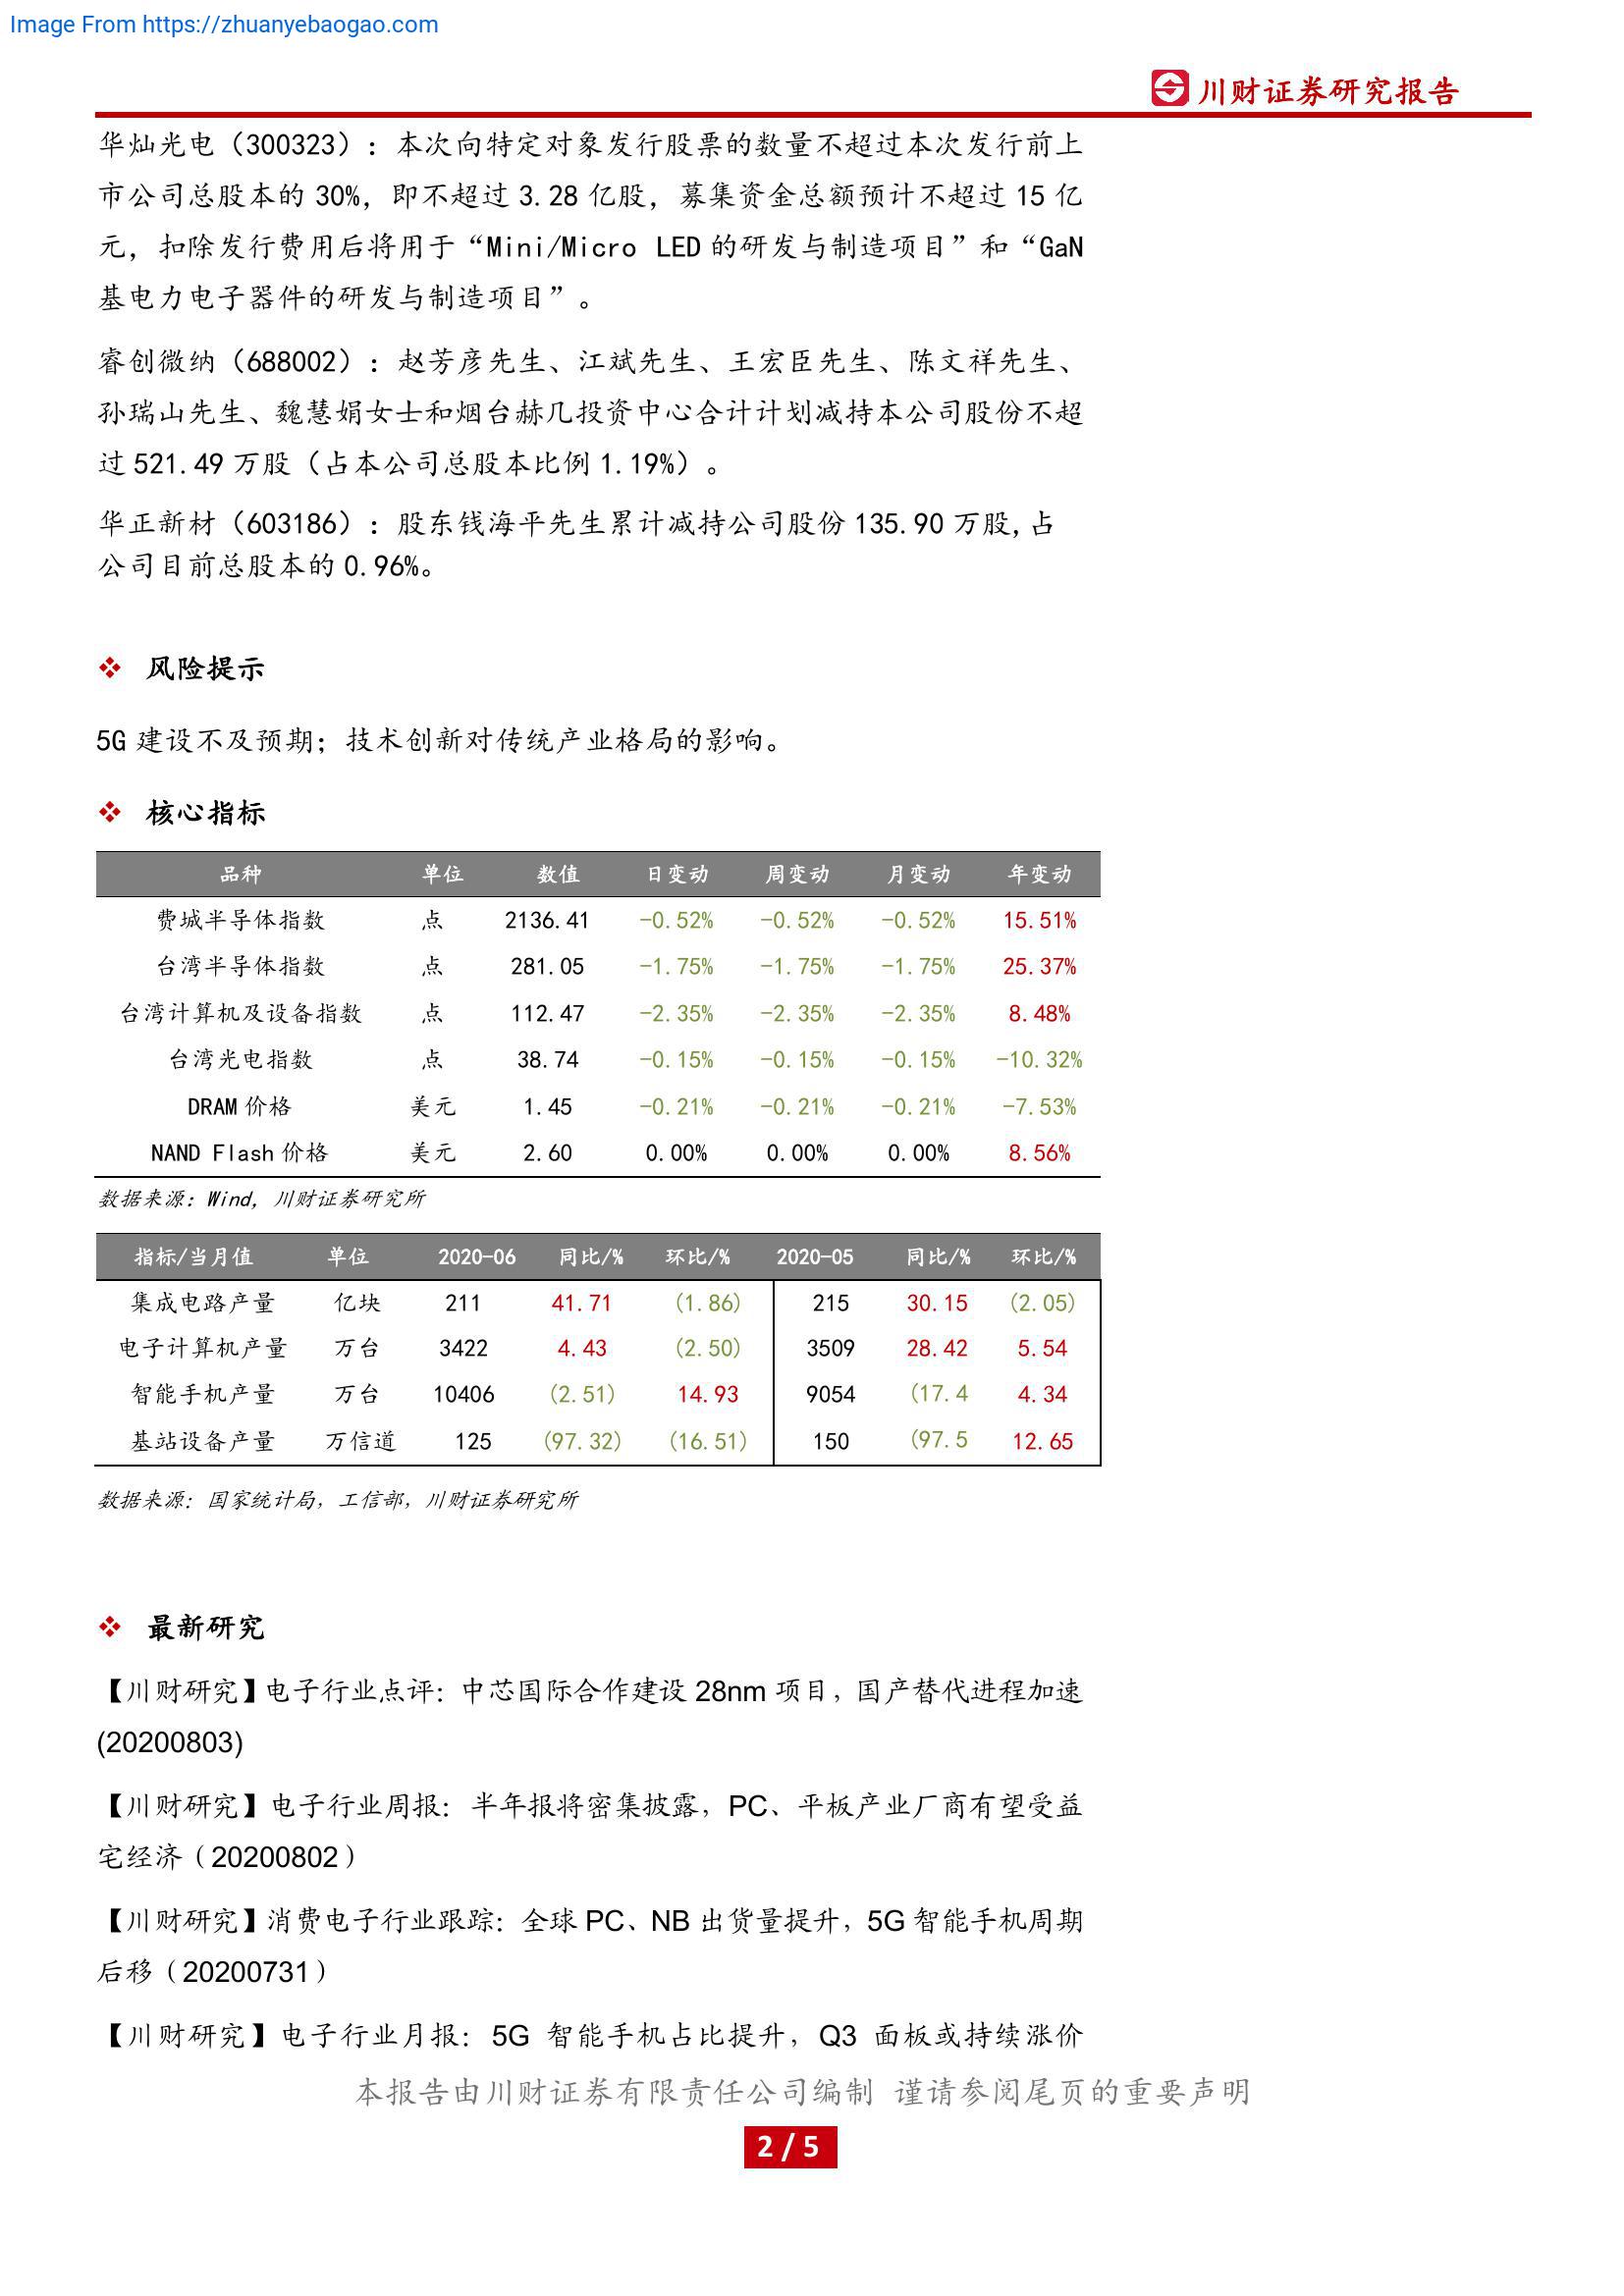 Image From https://zhuanyebaogao.com
川财证券研究报告
华灿光电（300323）：本次向特定对象发行股票的数量不超过本次发行前上
市公司总股本的 30%，即不超过 3.28 亿股，募集资金总额预计不超过 15 亿
元，扣除发行费用后将用于“Mini/Micro LED 的研发与制造项目”和“GaN
基电力电子器件的研发与制造项目”。
睿创微纳（688002）：赵芳彦先生、江斌先生、王宏臣先生、陈文祥先生、
孙瑞山先生、魏慧娟女士和烟台赫几投资中心合计计划减持本公司股份不超
过 521.49 万股（占本公司总股本比例 1.19%）。
华正新材（603186）：股东钱海平先生累计减持公司股份 135.90 万股，占
公司目前总股本的 0.96%。
❖ 风险提示
5G 建设不及预期；技术创新对传统产业格局的影响。
❖ 核心指标
品种 单位 数值 日变动 周变动 月变动 年变动
费城半导体指数 点 2136.41 -0.52% -0.52% -0.52% 15.51%
台湾半导体指数 点 281.05 -1.75% -1.75% -1.75% 25.37%
台湾计算机及设备指数 点 112.47 -2.35% -2.35% -2.35% 8.48%
台湾光电指数 点 38.74 -0.15% -0.15% -0.15% -10.32%
DRAM 价格 美元 1.45 -0.21% -0.21% -0.21% -7.53%
NAND Flash 价格 美元 2.60 0.00% 0.00% 0.00% 8.56%
数据来源：Wind，川财证券研究所
指标/当月值 单位 2020-06 同比/% 环比/% 2020-05 同比/% 环比/%
集成电路产量 亿块 211 41.71 (1.86) 215 30.15 (2.05)
电子计算机产量 万台 3422 4.43 (2.50) 3509 28.42 5.54
智能手机产量 万台 10406 (2.51) 14.93 9054 (17.4 4.34
基站设备产量 万信道 125 (97.32) (16.51) 150 (97.5 12.65
数据来源：国家统计局，工信部，川财证券研究所
❖ 最新研究
【川财研究】电子行业点评：中芯国际合作建设 28nm 项目，国产替代进程加速
(20200803)
【川财研究】电子行业周报：半年报将密集披露，PC、平板产业厂商有望受益
宅经济（20200802）
【川财研究】消费电子行业跟踪：全球 PC、NB 出货量提升，5G 智能手机周期
后移（20200731）
【川财研究】电子行业月报：5G 智能手机占比提升，Q3 面板或持续涨价
本报告由川财证券有限责任公司编制 谨请参阅尾页的重要声明
2 / 5